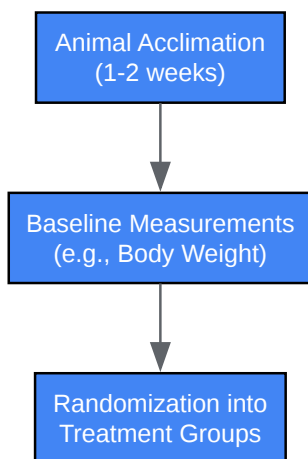 Animal Acclimation
(1-2 weeks)
Baseline Measurements
(e.g., Body Weight)
Randomization into
Treatment Groups